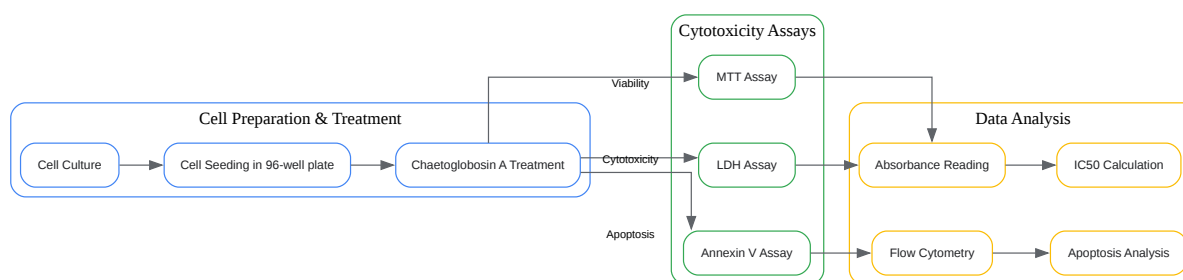 Cytotoxicity Assays
MTT Assay
Viability
Cell Preparation & Treatment
Data Analysis
Cell Culture
Cell Seeding in 96-well plate
Chaetoglobosin A Treatment
Cytotoxicity
LDH Assay
Absorbance Reading
IC50 Calculation
Apoptosis
Annexin V Assay
Flow Cytometry
Apoptosis Analysis